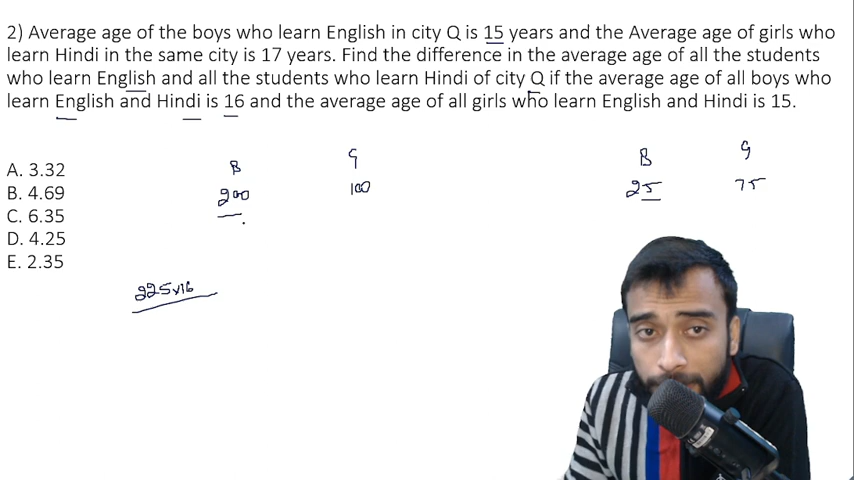 2) Average age of the boys who learn English in city Q is 15 years and the Average age of girls who
learn Hindi in the same city is 17 years. Find the difference in the average age of all the students
who learn English and all the students who learn Hindi of city Q if the average age of all boys who
learn English and Hindi is 16 and the average age of all girls who learn English and Hindi is 15.
A. 3.32
B. 4.69
C. 6.35
D. 4.25
E. 2.35
B G B G
200 100 25 75
225x16